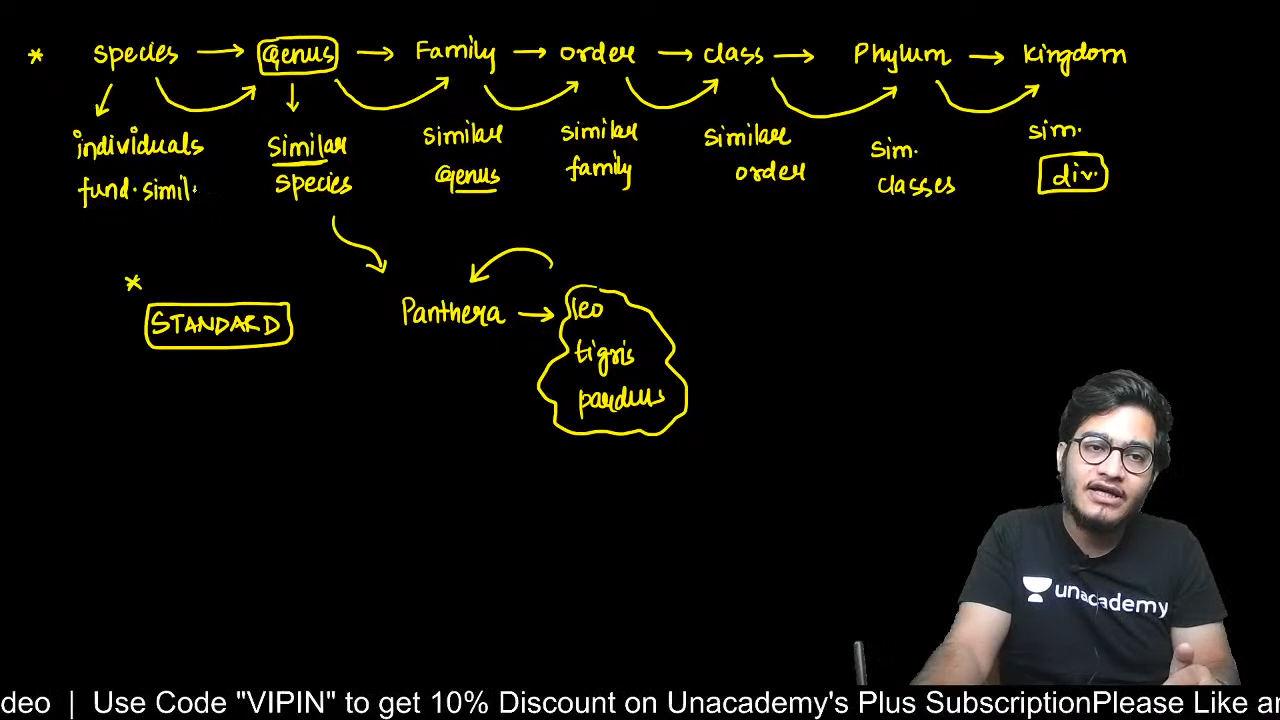 * species → Genus → Family → order → class → Phylum → kingdom
individuals
fund. simil.
similar
species
similar
Genus
similar
family
similar
order
sim.
classes
sim.
div.
*
STANDARD
Panthera → leo
tigris
pardus
unacademy
deo | Use Code "VIPIN" to get 10% Discount on Unacademy's Plus SubscriptionPlease Like an